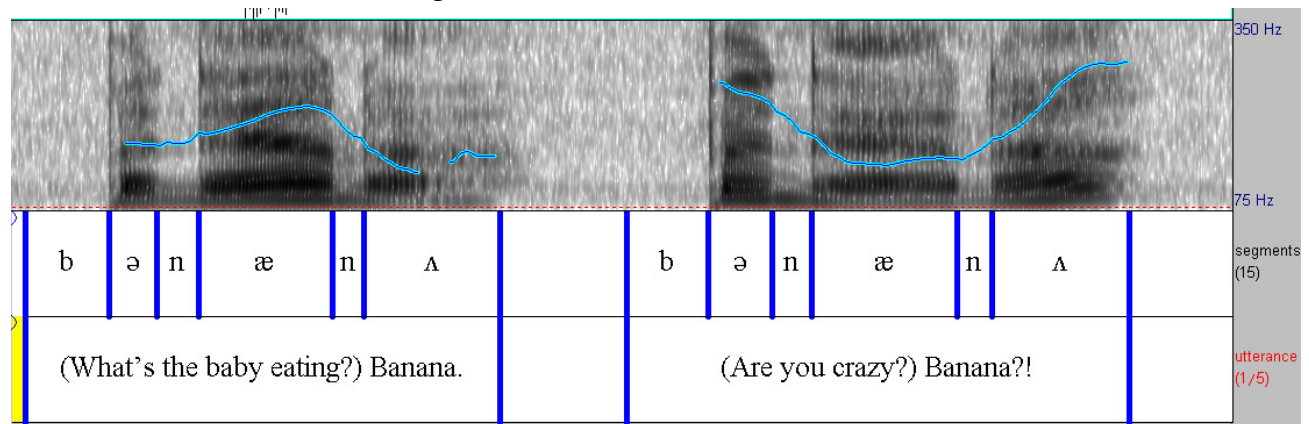 350 Hz
75 Hz
b ə n æ n ʌ b ə n æ n ʌ
segments
(15)
(What's the baby eating?) Banana. (Are you crazy?) Banana?!
utterance
(1/5)